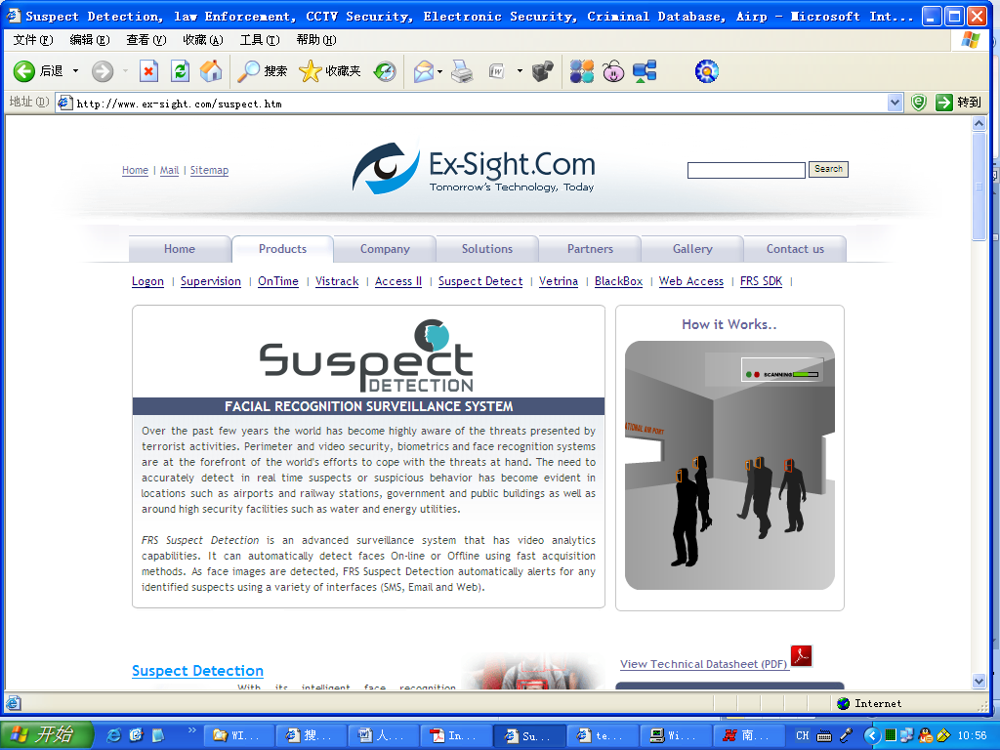 Suspect Detection, law Enforcement, CCTV Security, Electronic Security, Criminal Database, Airp - Microsoft Int...
文件(F) 编辑(E) 查看(V) 收藏(A) 工具(T) 帮助(H)
后退 搜索 收藏夹
地址(D) http://www.ex-sight.com/suspect.htm 转到
Home | Mail | Sitemap
Ex-Sight.Com
Tomorrow's Technology, Today
Search
Home Products Company Solutions Partners Gallery Contact us
Logon | Supervision | OnTime | Vistrack | Access II | Suspect Detect | Vetrina | BlackBox | Web Access | FRS SDK |
Suspect
DETECTION
FACIAL RECOGNITION SURVEILLANCE SYSTEM
Over the past few years the world has become highly aware of the threats presented by
terrorist activities. Perimeter and video security, biometrics and face recognition systems
are at the forefront of the world's efforts to cope with the threats at hand. The need to
accurately detect in real time suspects or suspicious behavior has become evident in
locations such as airports and railway stations, government and public buildings as well as
around high security facilities such as water and energy utilities.
FRS Suspect Detection is an advanced surveillance system that has video analytics
capabilities. It can automatically detect faces On-line or Offline using fast acquisition
methods. As face images are detected, FRS Suspect Detection automatically alerts for any
identified suspects using a variety of interfaces (SMS, Email and Web).
How it Works..
SCANNING
ATIONAL AIR PORT
Suspect Detection
With its intelligent face recognition
View Technical Datasheet (PDF)
Internet
开始 WI... 搜... 人... In... Su... te... Wi... 南... CH 10:56